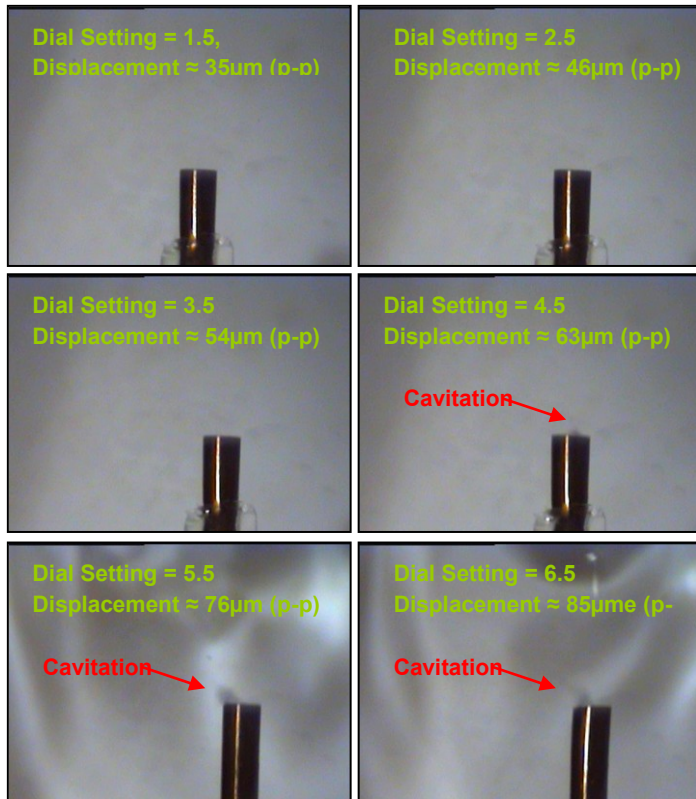 Dial Setting = 1.5,
Displacement ≈ 35µm (p-p)
Dial Setting = 2.5
Displacement ≈ 46µm (p-p)
Dial Setting = 3.5
Displacement ≈ 54µm (p-p)
Dial Setting = 4.5
Displacement ≈ 63µm (p-p)
Cavitation
Dial Setting = 5.5
Displacement ≈ 76µm (p-p)
Cavitation
Dial Setting = 6.5
Displacement ≈ 85µme (p-
Cavitation